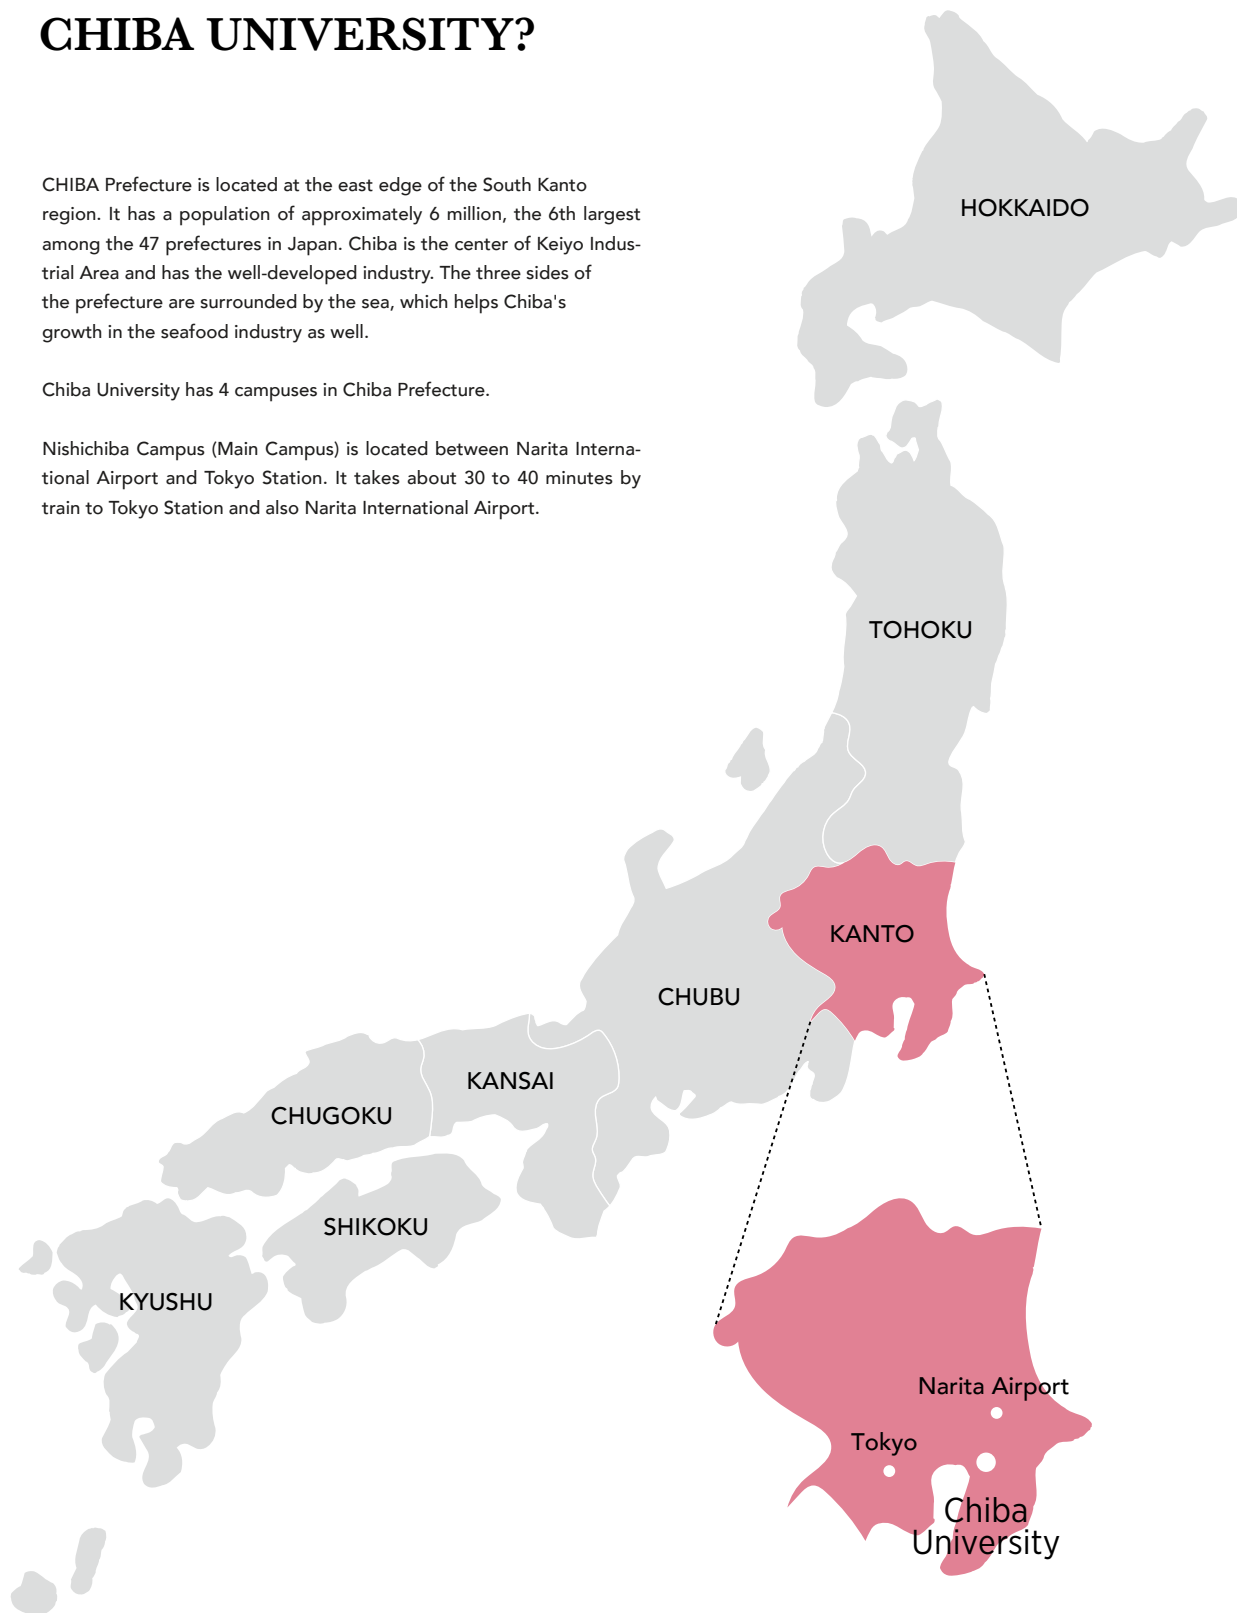 CHIBA UNIVERSITY?
CHIBA Prefecture is located at the east edge of the South Kanto
region. It has a population of approximately 6 million, the 6th largest
among the 47 prefectures in Japan. Chiba is the center of Keiyo Indus-
trial Area and has the well-developed industry. The three sides of
the prefecture are surrounded by the sea, which helps Chiba's
growth in the seafood industry as well.
Chiba University has 4 campuses in Chiba Prefecture.
Nishichiba Campus (Main Campus) is located between Narita Interna-
tional Airport and Tokyo Station. It takes about 30 to 40 minutes by
train to Tokyo Station and also Narita International Airport.
HOKKAIDO
TOHOKU
KANTO
CHUBU
KANSAI
CHUGOKU
SHIKOKU
KYUSHU
Narita Airport
Tokyo
Chiba
University